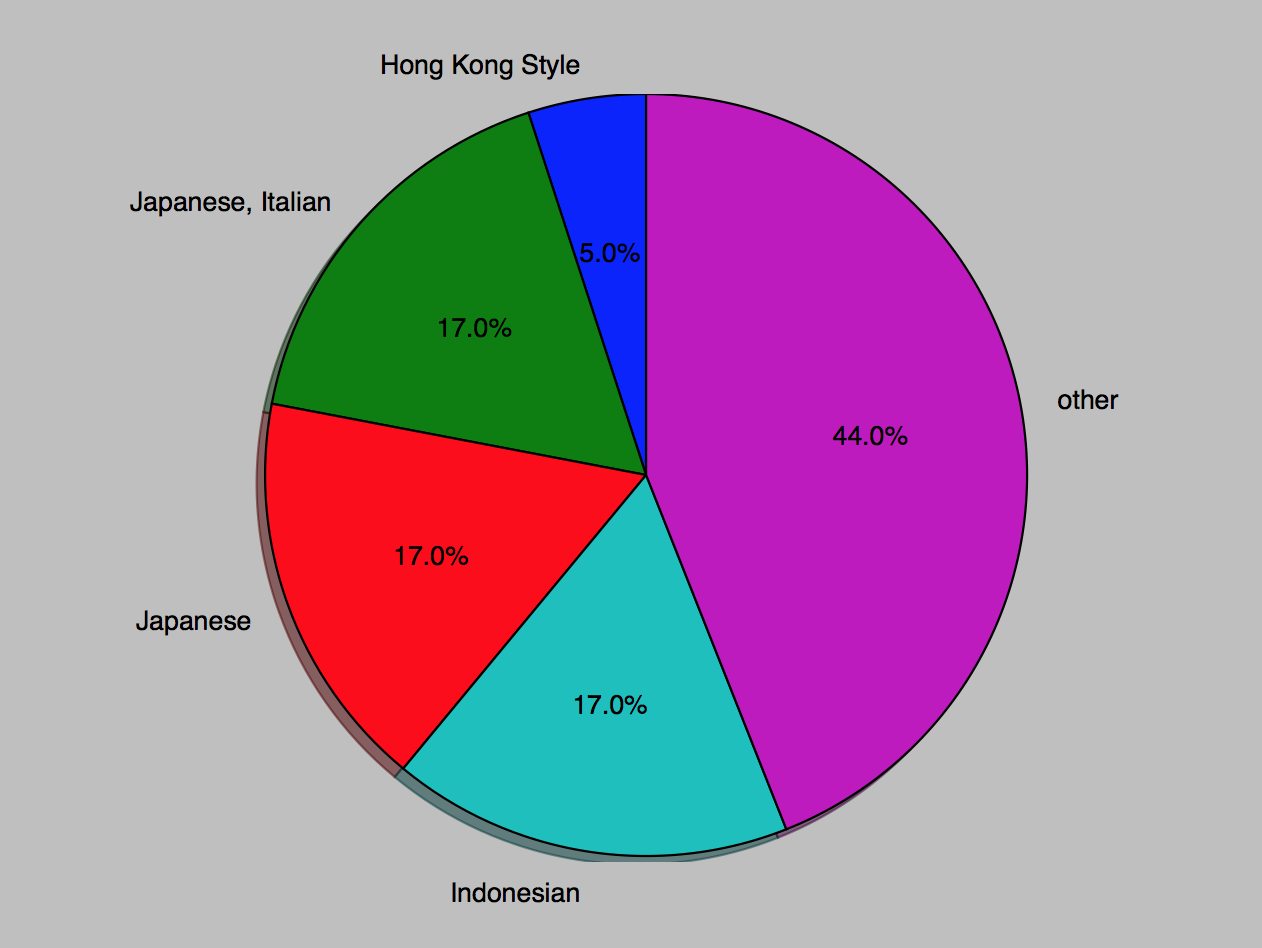 Hong Kong Style
Japanese, Italian
5.0%
17.0%
other
44.0%
17.0%
Japanese
17.0%
Indonesian